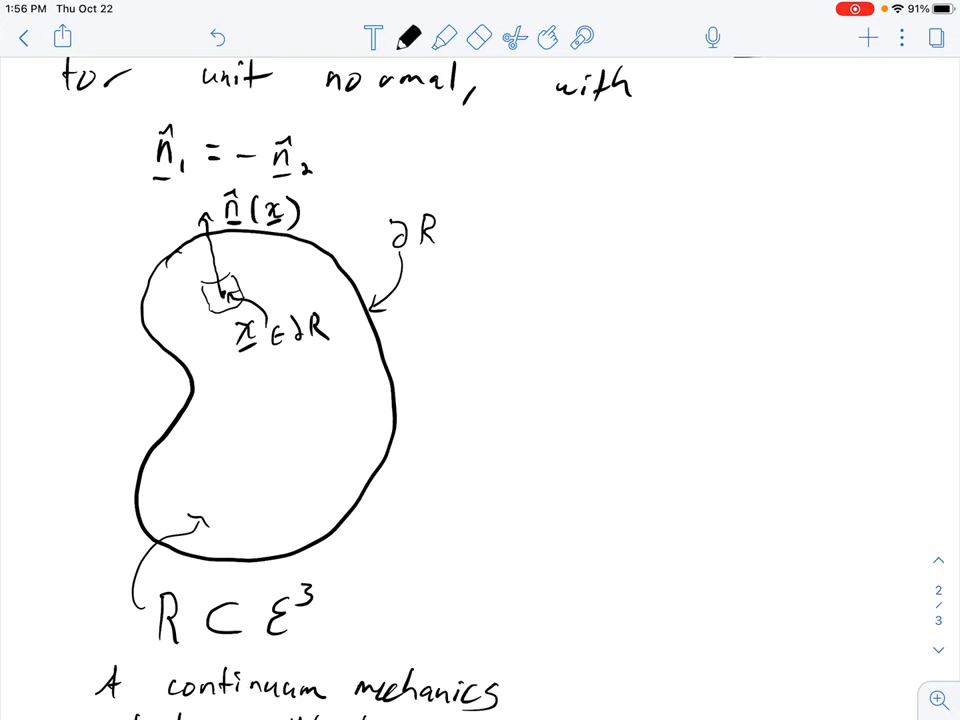 1:56 PM Thu Oct 22
91%
for unit normal, with
n̂₁ = - n̂₂
n̂(x)
∂R
x ∈ ∂R
R ⊂ ℰ³
A continuum mechanics
2
/
3